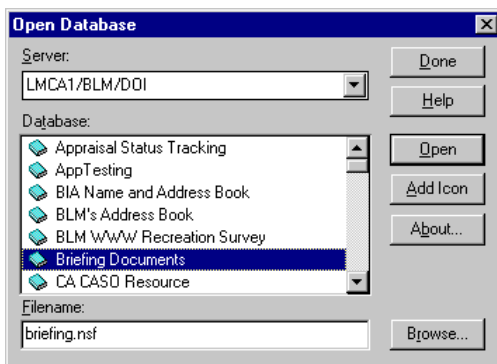 Open Database
Server:
LMCA1/BLM/DOI
Database:
Appraisal Status Tracking
AppTesting
BIA Name and Address Book
BLM's Address Book
BLM WWW Recreation Survey
Briefing Documents
CA CASO Resource
Filename:
briefing.nsf
Done
Help
Open
Add Icon
About...
Browse...